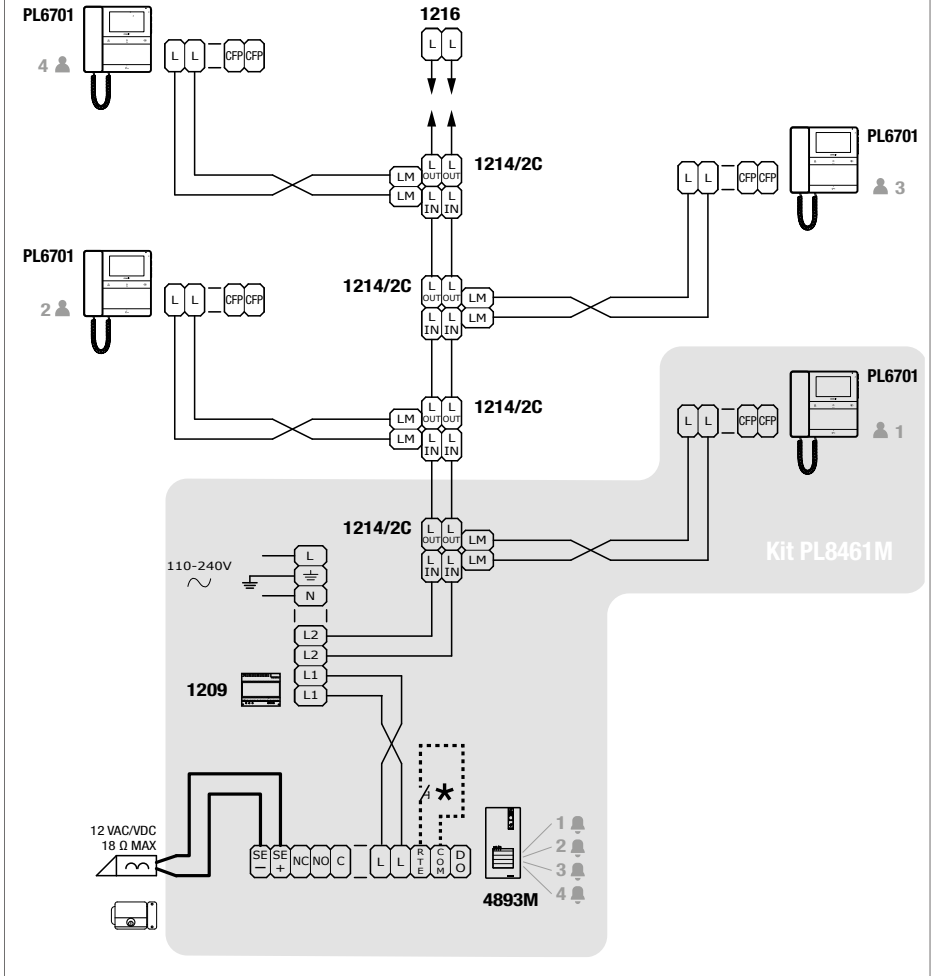 PL6701
4
L L CFP CFP
1216
L L
LM
LM
L OUT L OUT
L IN L IN
1214/2C
PL6701
3
L L CFP CFP
PL6701
2
L L CFP CFP
1214/2C
L OUT L OUT
L IN L IN
LM
LM
LM
LM
L OUT L OUT
L IN L IN
1214/2C
PL6701
1
L L CFP CFP
1214/2C
L OUT L OUT
L IN L IN
LM
LM
Kit PL8461M
110-240V
L
N
L2
L2
L1
L1
1209
12 VAC/VDC
18 Ω MAX
SE − SE + NC NO C L L RTE COM DO
*
4893M
1
2
3
4